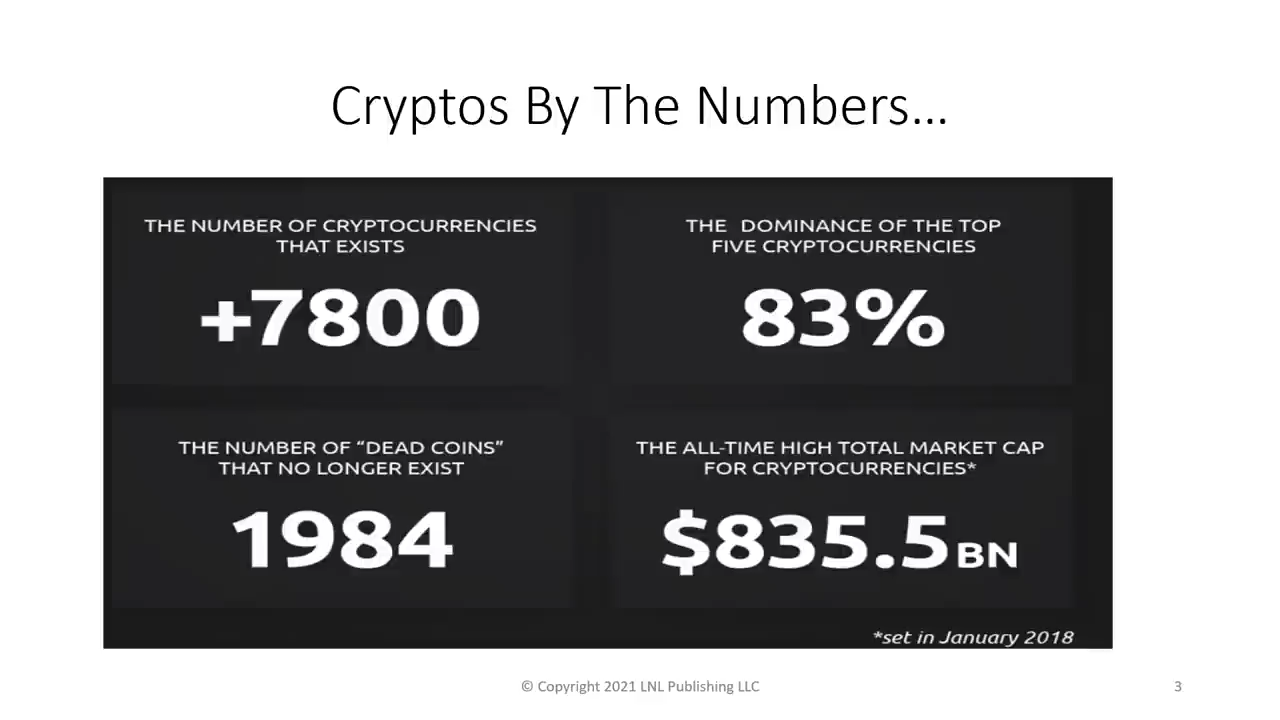 Cryptos By The Numbers...
THE NUMBER OF CRYPTOCURRENCIES
THAT EXISTS
+7800
THE DOMINANCE OF THE TOP
FIVE CRYPTOCURRENCIES
83%
THE NUMBER OF “DEAD COINS”
THAT NO LONGER EXIST
1984
THE ALL-TIME HIGH TOTAL MARKET CAP
FOR CRYPTOCURRENCIES*
$835.5BN
*set in January 2018
© Copyright 2021 LNL Publishing LLC
3